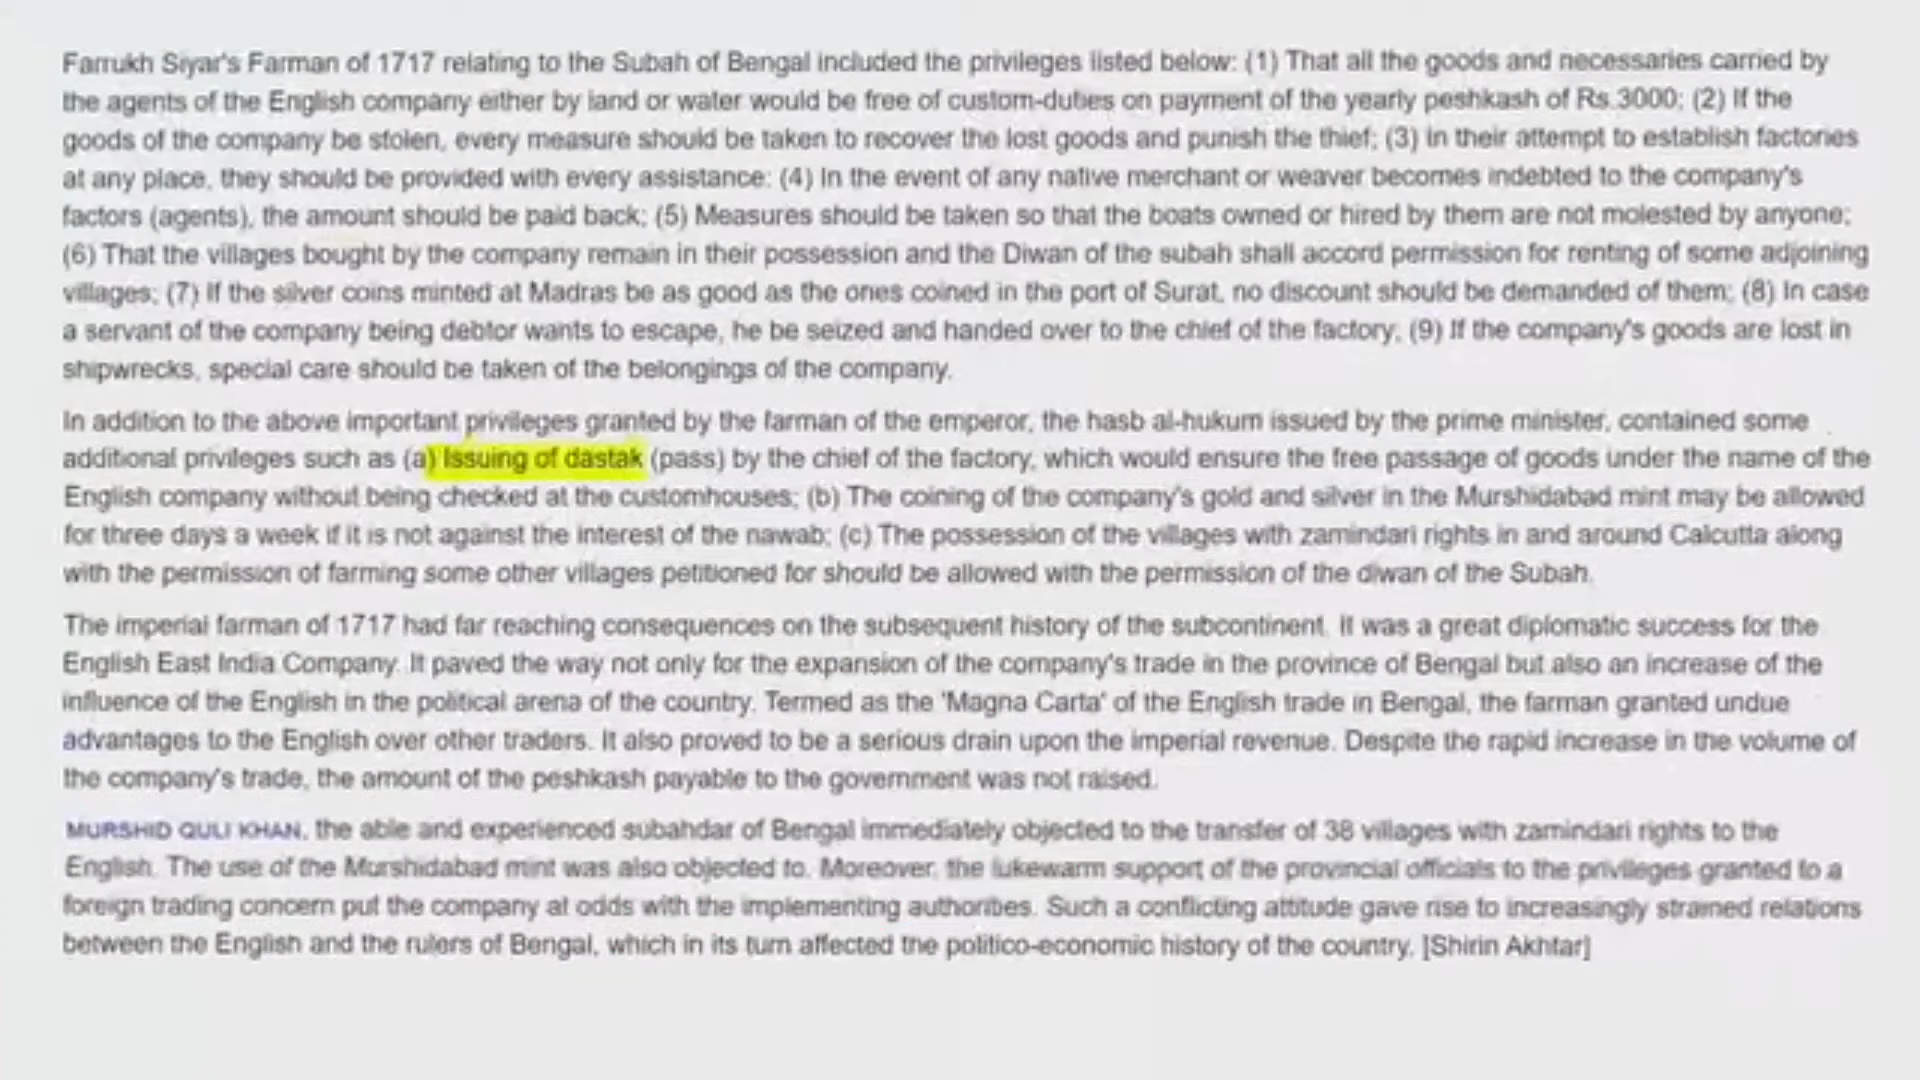 Farrukh Siyar's Farman of 1717 relating to the Subah of Bengal included the privileges listed below: (1) That all the goods and necessaries carried by
the agents of the English company either by land or water would be free of custom-duties on payment of the yearly peshkash of Rs.3000; (2) If the
goods of the company be stolen, every measure should be taken to recover the lost goods and punish the thief; (3) In their attempt to establish factories
at any place, they should be provided with every assistance; (4) In the event of any native merchant or weaver becomes indebted to the company's
factors (agents), the amount should be paid back; (5) Measures should be taken so that the boats owned or hired by them are not molested by anyone;
(6) That the villages bought by the company remain in their possession and the Diwan of the subah shall accord permission for renting of some adjoining
villages; (7) If the silver coins minted at Madras be as good as the ones coined in the port of Surat, no discount should be demanded of them; (8) In case
a servant of the company being debtor wants to escape, he be seized and handed over to the chief of the factory; (9) If the company's goods are lost in
shipwrecks, special care should be taken of the belongings of the company.
In addition to the above important privileges granted by the farman of the emperor, the hasb al-hukum issued by the prime minister, contained some
additional privileges such as (a) Issuing of dastak (pass) by the chief of the factory, which would ensure the free passage of goods under the name of the
English company without being checked at the customhouses; (b) The coining of the company's gold and silver in the Murshidabad mint may be allowed
for three days a week if it is not against the interest of the nawab; (c) The possession of the villages with zamindari rights in and around Calcutta along
with the permission of farming some other villages petitioned for should be allowed with the permission of the diwan of the Subah.
The imperial farman of 1717 had far reaching consequences on the subsequent history of the subcontinent. It was a great diplomatic success for the
English East India Company. It paved the way not only for the expansion of the company's trade in the province of Bengal but also an increase of the
influence of the English in the political arena of the country. Termed as the 'Magna Carta' of the English trade in Bengal, the farman granted undue
advantages to the English over other traders. It also proved to be a serious drain upon the imperial revenue. Despite the rapid increase in the volume of
the company's trade, the amount of the peshkash payable to the government was not raised.
MURSHID QULI KHAN, the able and experienced subahdar of Bengal immediately objected to the transfer of 38 villages with zamindari rights to the
English. The use of the Murshidabad mint was also objected to. Moreover, the lukewarm support of the provincial officials to the privileges granted to a
foreign trading concern put the company at odds with the implementing authorities. Such a conflicting attitude gave rise to increasingly strained relations
between the English and the rulers of Bengal, which in its turn affected the politico-economic history of the country. [Shirin Akhtar]